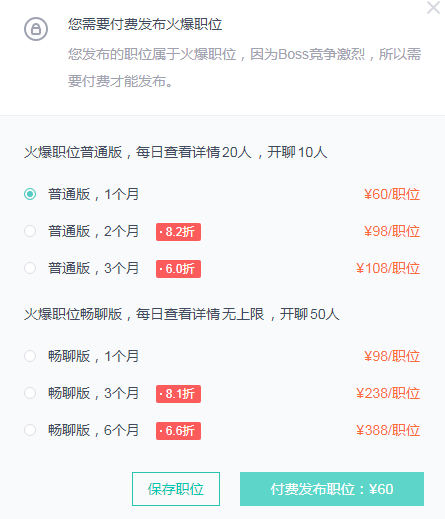 您需要付费发布火爆职位
您发布的职位属于火爆职位，因为Boss竞争激烈，所以需
要付费才能发布。
火爆职位普通版，每日查看详情20人，开聊10人
普通版，1个月 ¥60/职位
普通版，2个月 8.2折 ¥98/职位
普通版，3个月 6.0折 ¥108/职位
火爆职位畅聊版，每日查看详情无上限，开聊50人
畅聊版，1个月 ¥98/职位
畅聊版，3个月 8.1折 ¥238/职位
畅聊版，6个月 6.6折 ¥388/职位
保存职位 付费发布职位：¥60